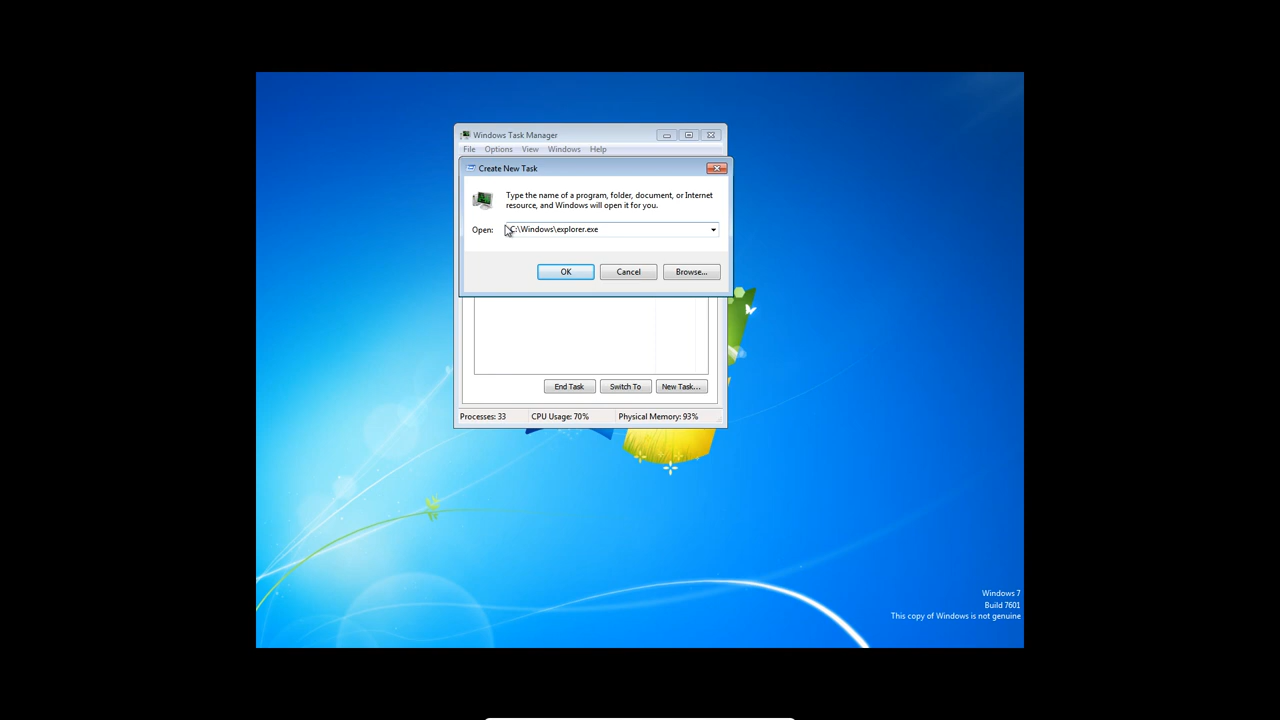 Windows Task Manager
File Options View Windows Help
Create New Task
Type the name of a program, folder, document, or Internet
resource, and Windows will open it for you.
Open: C:\Windows\explorer.exe
OK Cancel Browse...
End Task Switch To New Task...
Processes: 33 CPU Usage: 70% Physical Memory: 93%
Windows 7
Build 7601
This copy of Windows is not genuine